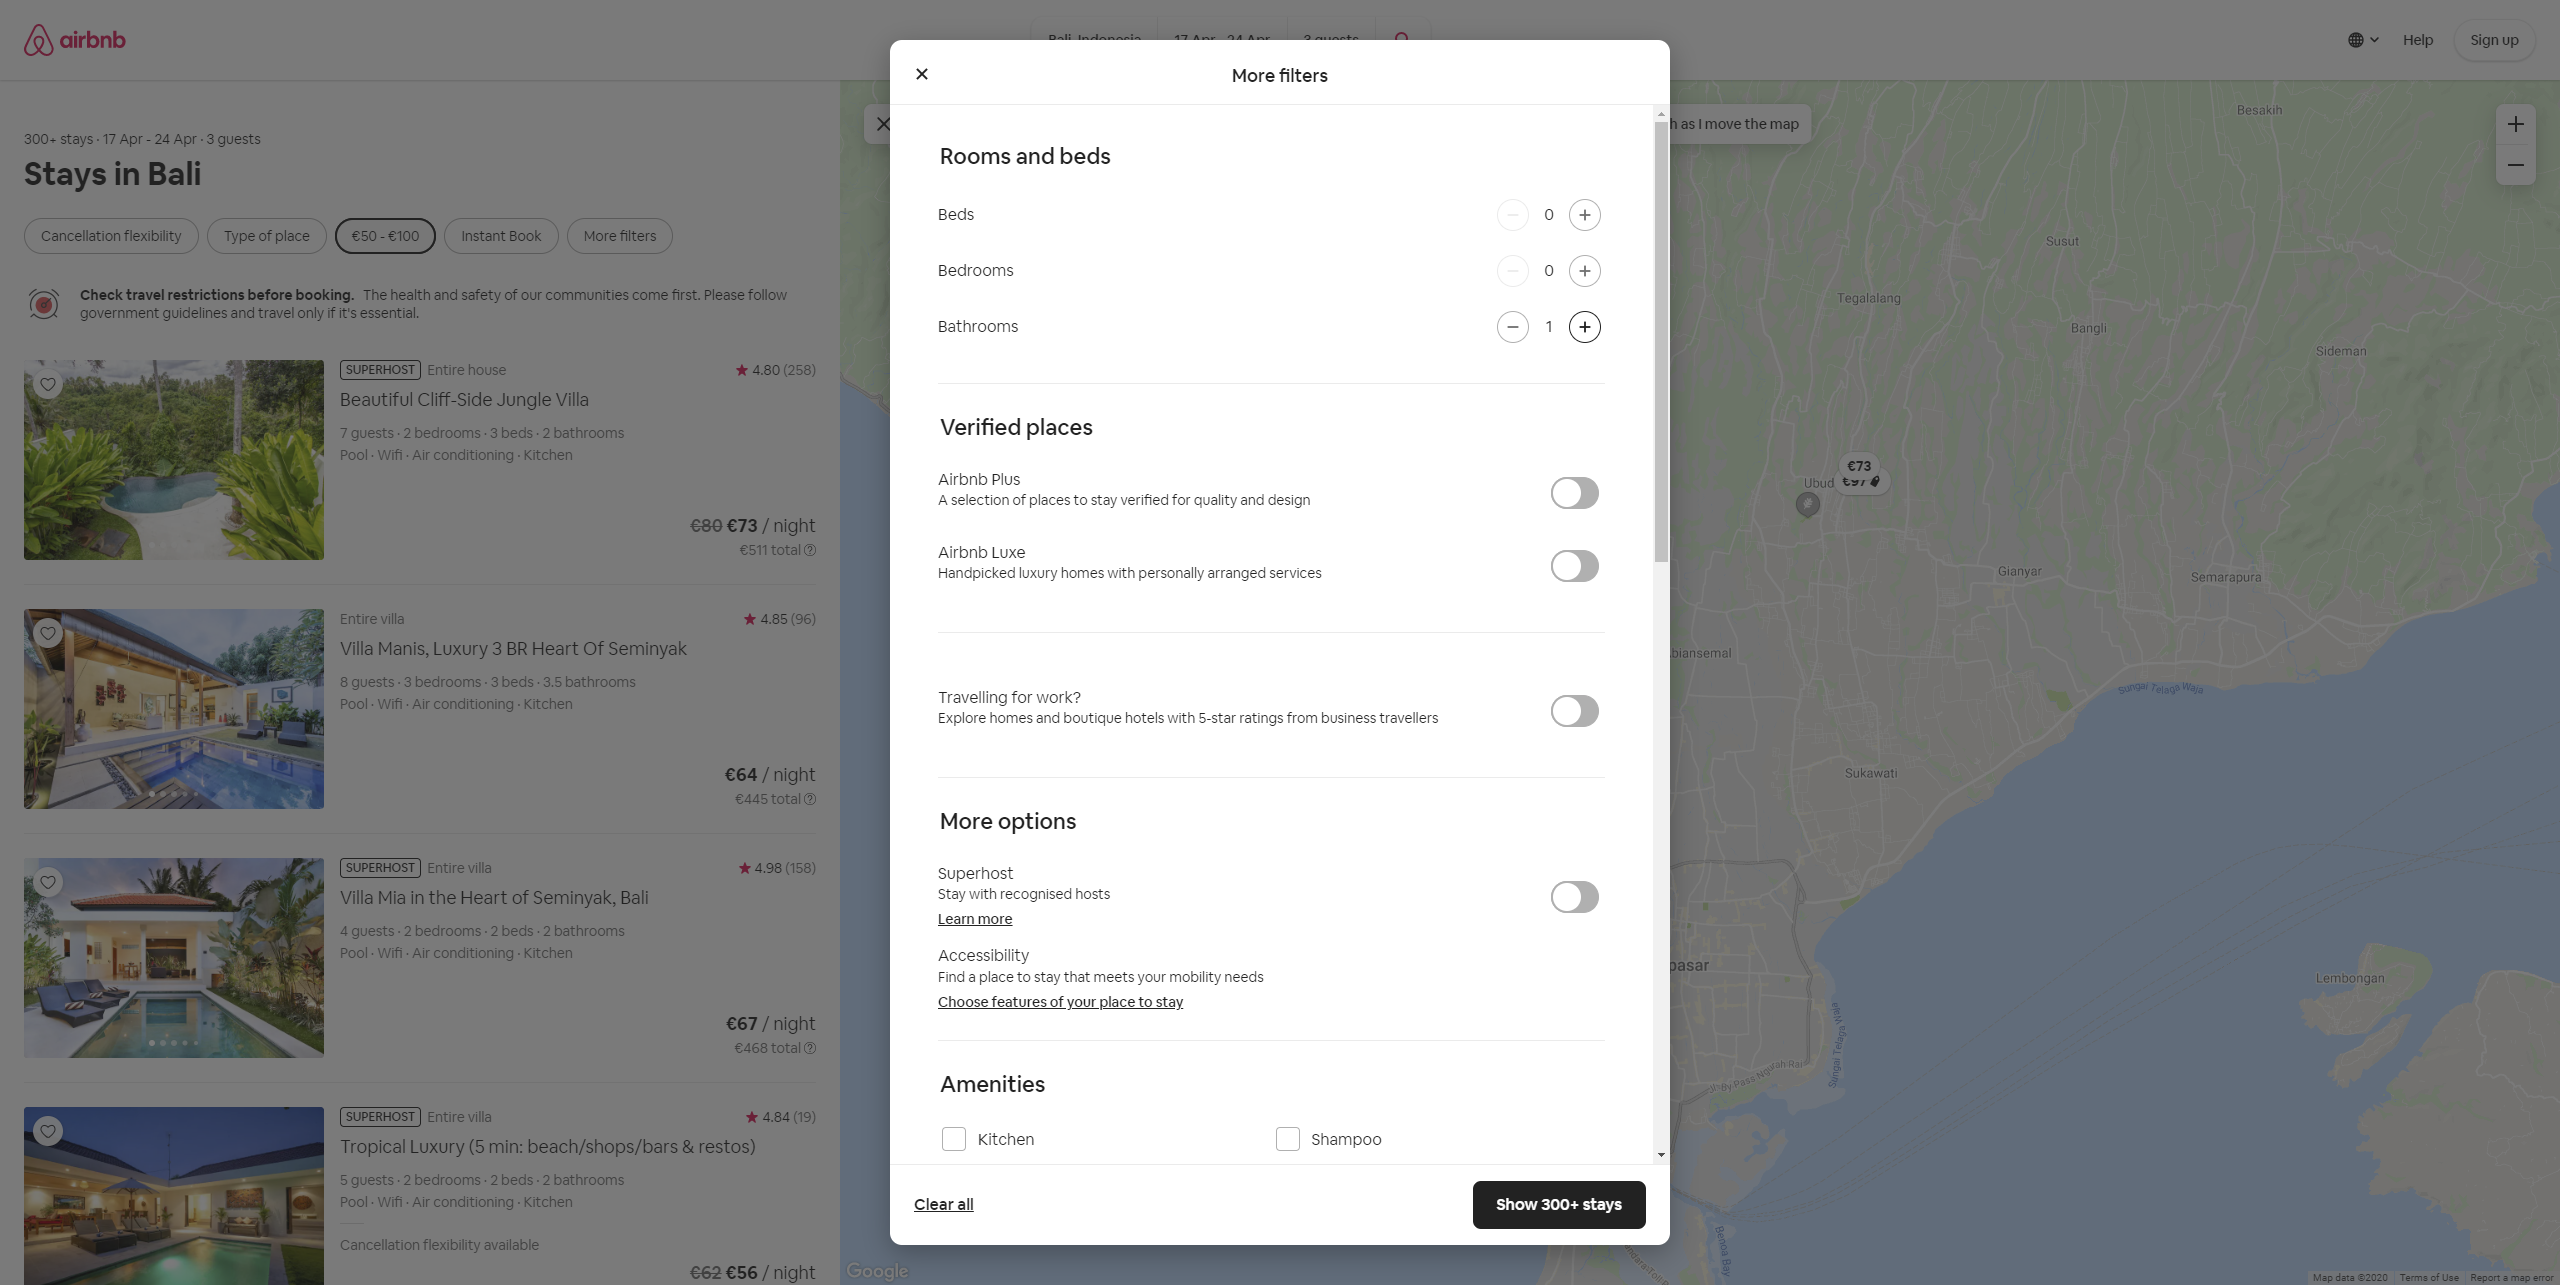 airbnb
Bali, Indonesia
17 Apr - 24 Apr
3 guests
Help
Sign up
300+ stays · 17 Apr - 24 Apr · 3 guests
Stays in Bali
Cancellation flexibility
Type of place
€50 - €100
Instant Book
More filters
Check travel restrictions before booking. The health and safety of our communities come first. Please follow
government guidelines and travel only if it's essential.
SUPERHOST Entire house
4.80 (258)
Beautiful Cliff-Side Jungle Villa
7 guests · 2 bedrooms · 3 beds · 2 bathrooms
Pool · Wifi · Air conditioning · Kitchen
€80 €73 / night
€511 total
Entire villa
4.85 (96)
Villa Manis, Luxury 3 BR Heart Of Seminyak
8 guests · 3 bedrooms · 3 beds · 3.5 bathrooms
Pool · Wifi · Air conditioning · Kitchen
€64 / night
€445 total
SUPERHOST Entire villa
4.98 (158)
Villa Mia in the Heart of Seminyak, Bali
4 guests · 2 bedrooms · 2 beds · 2 bathrooms
Pool · Wifi · Air conditioning · Kitchen
€67 / night
€468 total
SUPERHOST Entire villa
4.84 (19)
Tropical Luxury (5 min: beach/shops/bars & restos)
5 guests · 2 bedrooms · 2 beds · 2 bathrooms
Pool · Wifi · Air conditioning · Kitchen
Cancellation flexibility available
€62 €56 / night
More filters
Rooms and beds
Beds
0
Bedrooms
0
Bathrooms
1
Verified places
Airbnb Plus
A selection of places to stay verified for quality and design
Airbnb Luxe
Handpicked luxury homes with personally arranged services
Travelling for work?
Explore homes and boutique hotels with 5-star ratings from business travellers
More options
Superhost
Stay with recognised hosts
Learn more
Accessibility
Find a place to stay that meets your mobility needs
Choose features of your place to stay
Amenities
Kitchen
Shampoo
Clear all
Show 300+ stays
h as I move the map
Besakih
Susut
Tegalalang
Bangli
Sideman
€73
Ubud
€97
Gianyar
Semarapura
biansemal
Sungai Telaga Waja
Sukawati
pasar
Lembongan
Sungai Telaga Waja
Jl. By Pass Ngurah Rai
Benoa Bay
Google
Map data ©2020
Terms of Use
Report a map error